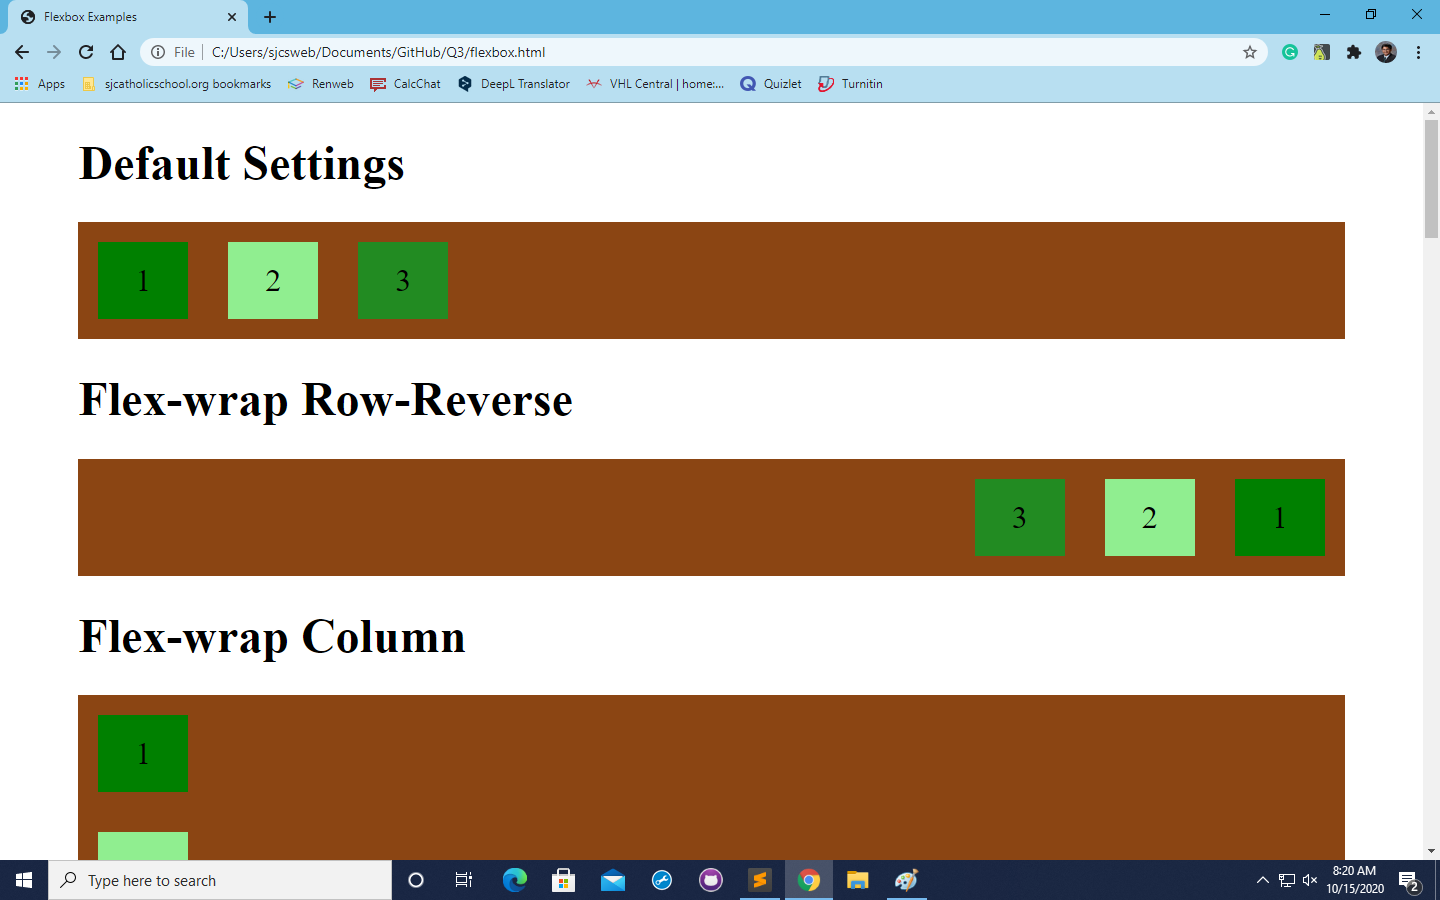 Flexbox Examples
File | C:/Users/sjcsweb/Documents/GitHub/Q3/flexbox.html
Apps sjcatholicschool.org bookmarks Renweb CalcChat DeepL Translator VHL Central | home:... Quizlet Turnitin
Default Settings
1 2 3
Flex-wrap Row-Reverse
3 2 1
Flex-wrap Column
1
Type here to search
8:20 AM
10/15/2020
2